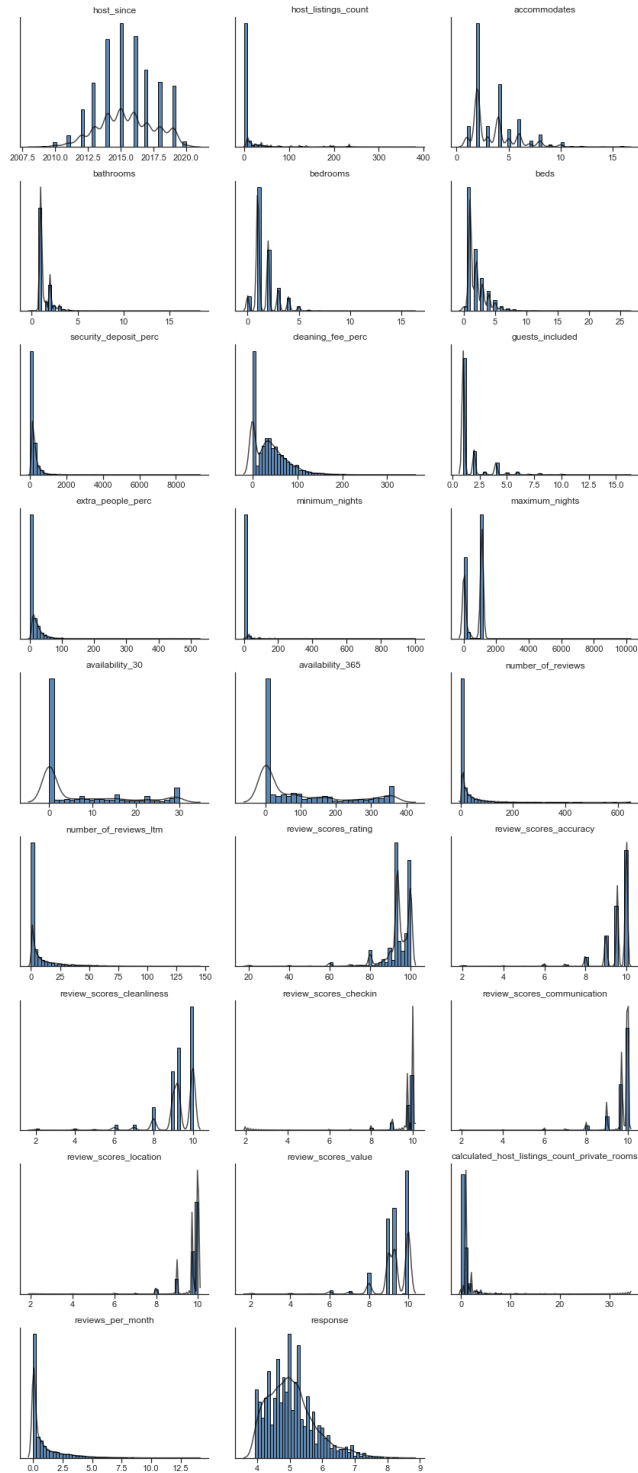 host_since host_listings_count accommodates
2007.5 2010.0 2012.5 2015.0 2017.5 2020.0 0 100 200 300 400 0 5 10 15
bathrooms bedrooms beds
0 5 10 15 0 5 10 15 0 5 10 15 20 25
security_deposit_perc cleaning_fee_perc guests_included
0 2000 4000 6000 8000 0 100 200 300 0.0 2.5 5.0 7.5 10.0 12.5 15.0
extra_people_perc minimum_nights maximum_nights
0 100 200 300 400 500 0 200 400 600 800 1000 0 2000 4000 6000 8000 10000
availability_30 availability_365 number_of_reviews
0 10 20 30 0 100 200 300 400 0 200 400 600
number_of_reviews_ltm review_scores_rating review_scores_accuracy
0 25 50 75 100 125 150 20 40 60 80 100 2 4 6 8 10
review_scores_cleanliness review_scores_checkin review_scores_communication
2 4 6 8 10 2 4 6 8 10 2 4 6 8 10
review_scores_location review_scores_value calculated_host_listings_count_private_rooms
2 4 6 8 10 2 4 6 8 10 0 10 20 30
reviews_per_month response
0.0 2.5 5.0 7.5 10.0 12.5 4 5 6 7 8 9